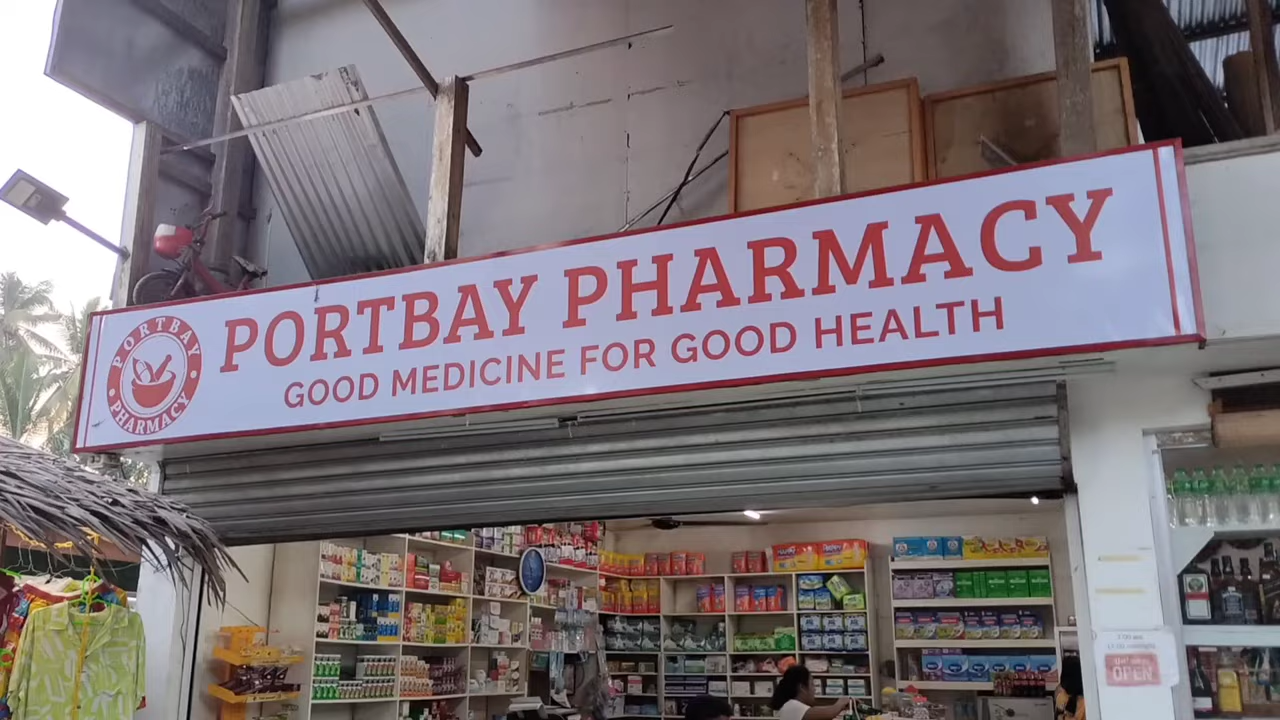 PORTBAY PHARMACY
GOOD MEDICINE FOR GOOD HEALTH
PORTBAY
PHARMACY
OPEN